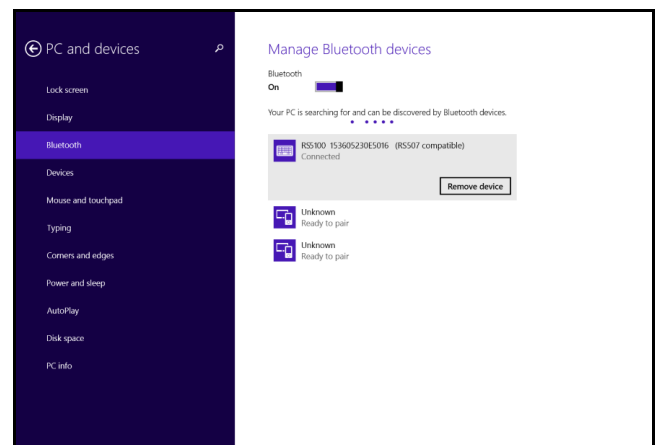 PC and devices
Lock screen
Display
Bluetooth
Devices
Mouse and touchpad
Typing
Corners and edges
Power and sleep
AutoPlay
Disk space
PC info
Manage Bluetooth devices
Bluetooth
On
Your PC is searching for and can be discovered by Bluetooth devices.
RS5100 153605230E5016 (RS507 compatible)
Connected
Remove device
Unknown
Ready to pair
Unknown
Ready to pair